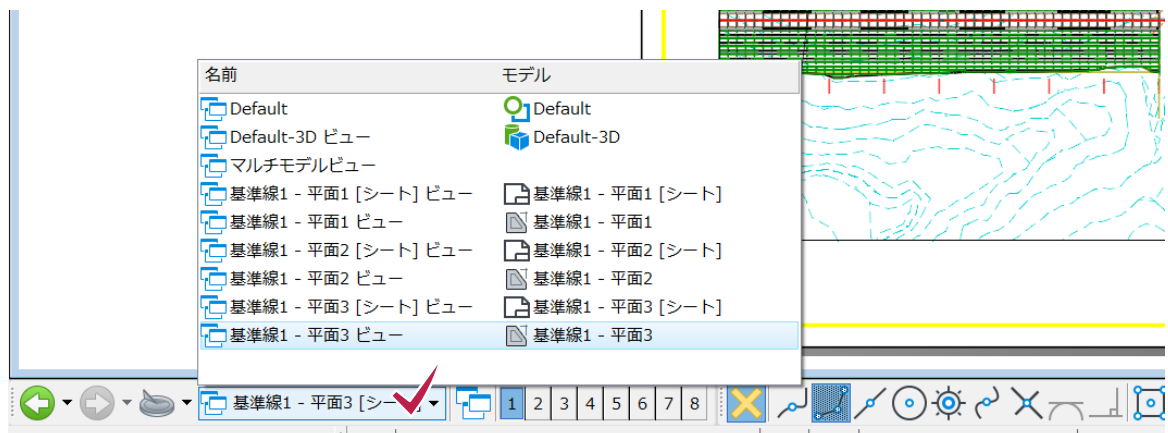 名前 モデル
Default Default
Default-3D ビュー Default-3D
マルチモデルビュー
基準線1 - 平面1 [シート] ビュー 基準線1 - 平面1 [シート]
基準線1 - 平面1 ビュー 基準線1 - 平面1
基準線1 - 平面2 [シート] ビュー 基準線1 - 平面2 [シート]
基準線1 - 平面2 ビュー 基準線1 - 平面2
基準線1 - 平面3 [シート] ビュー 基準線1 - 平面3 [シート]
基準線1 - 平面3 ビュー 基準線1 - 平面3
基準線1 - 平面3 [シー 1 2 3 4 5 6 7 8